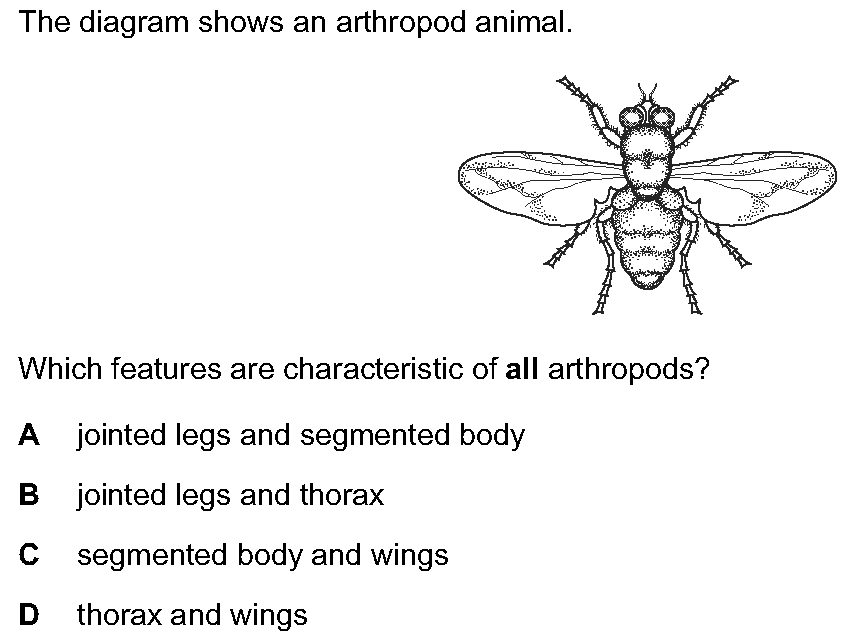 The diagram shows an arthropod animal.
Which features are characteristic of all arthropods?
A jointed legs and segmented body
B jointed legs and thorax
C segmented body and wings
D thorax and wings